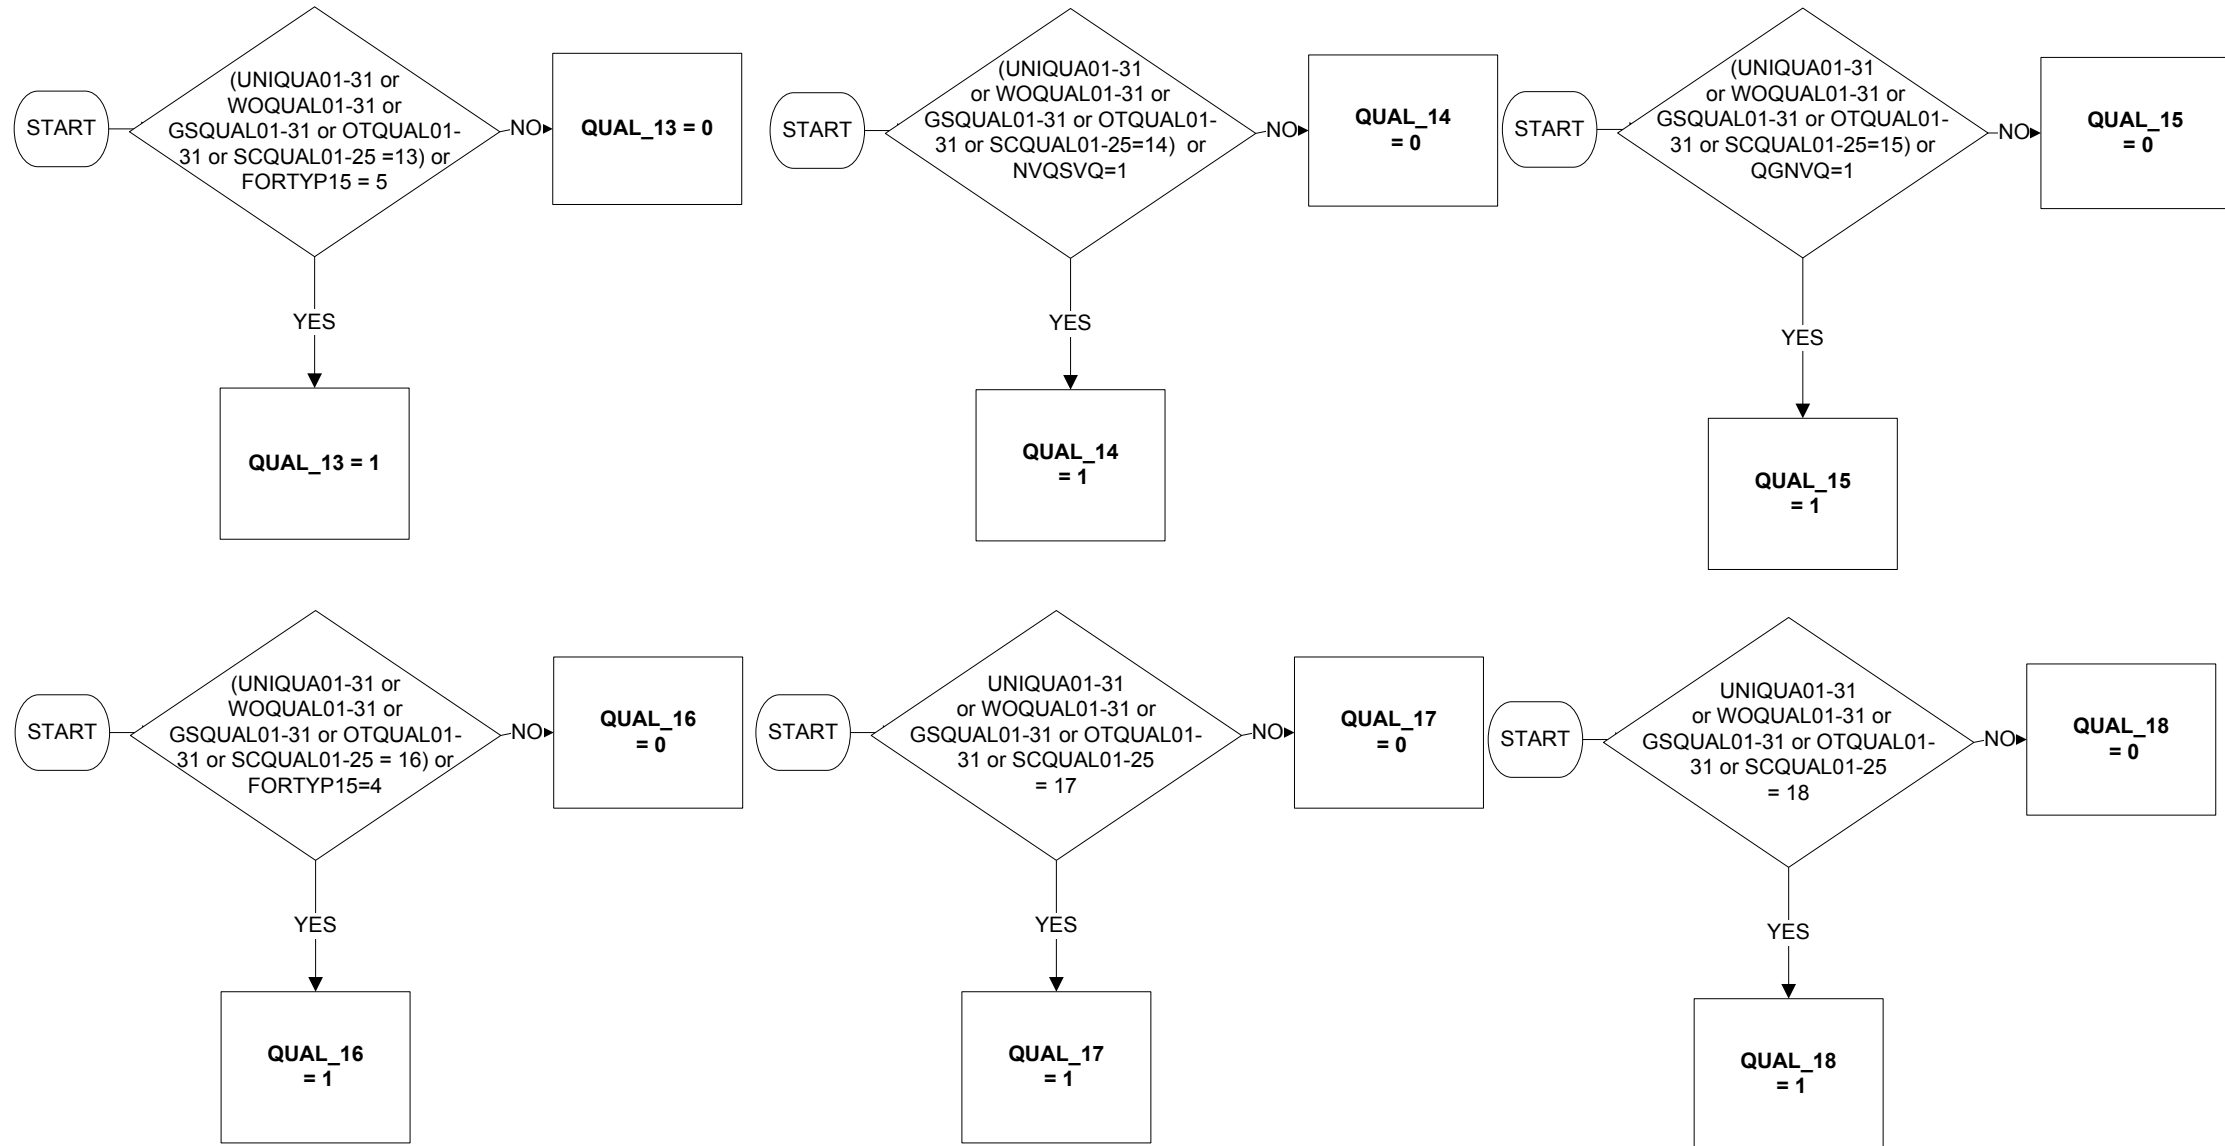 START
(UNIQUA01-31 or
WOQUAL01-31 or
GSQUAL01-31 or OTQUAL01-
31 or SCQUAL01-25 =13) or
FORTYP15 = 5
NO
QUAL_13 = 0
YES
QUAL_13 = 1
START
(UNIQUA01-31
or WOQUAL01-31 or
GSQUAL01-31 or OTQUAL01-
31 or SCQUAL01-25=14) or
NVQSVQ=1
NO
QUAL_14
= 0
YES
QUAL_14
= 1
START
(UNIQUA01-31
or WOQUAL01-31 or
GSQUAL01-31 or OTQUAL01-
31 or SCQUAL01-25=15) or
QGNVQ=1
NO
QUAL_15
= 0
YES
QUAL_15
= 1
START
(UNIQUA01-31 or
WOQUAL01-31 or
GSQUAL01-31 or OTQUAL01-
31 or SCQUAL01-25 = 16) or
FORTYP15=4
NO
QUAL_16
= 0
YES
QUAL_16
= 1
START
UNIQUA01-31
or WOQUAL01-31 or
GSQUAL01-31 or OTQUAL01-
31 or SCQUAL01-25
= 17
NO
QUAL_17
= 0
YES
QUAL_17
= 1
START
UNIQUA01-31
or WOQUAL01-31 or
GSQUAL01-31 or OTQUAL01-
31 or SCQUAL01-25
= 18
NO
QUAL_18
= 0
YES
QUAL_18
= 1